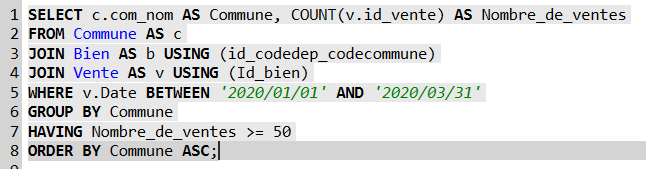 1 SELECT c.com_nom AS Commune, COUNT(v.id_vente) AS Nombre_de_ventes
2 FROM Commune AS c
3 JOIN Bien AS b USING (id_codedep_codecommune)
4 JOIN Vente AS v USING (Id_bien)
5 WHERE v.Date BETWEEN '2020/01/01' AND '2020/03/31'
6 GROUP BY Commune
7 HAVING Nombre_de_ventes >= 50
8 ORDER BY Commune ASC;